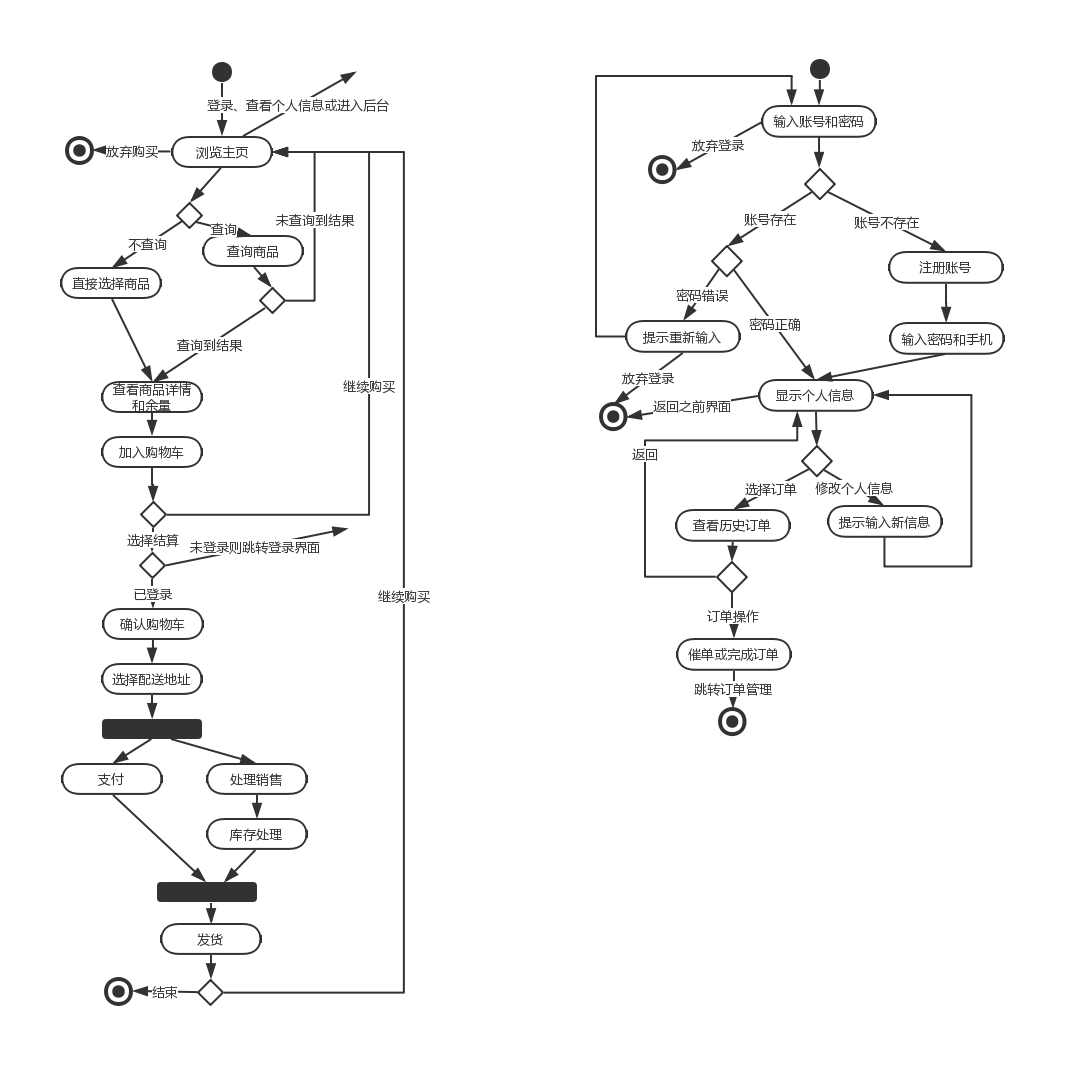 登录、查看个人信息或进入后台
放弃购买
浏览主页
不查询
查询
未查询到结果
查询商品
直接选择商品
查询到结果
查看商品详情
和余量
继续购买
加入购物车
选择结算
未登录则跳转登录界面
已登录
继续购买
确认购物车
选择配送地址
支付
处理销售
库存处理
发货
结束
输入账号和密码
放弃登录
账号存在
账号不存在
注册账号
密码错误
密码正确
提示重新输入
输入密码和手机
放弃登录
返回之前界面
显示个人信息
返回
选择订单
修改个人信息
查看历史订单
提示输入新信息
订单操作
催单或完成订单
跳转订单管理